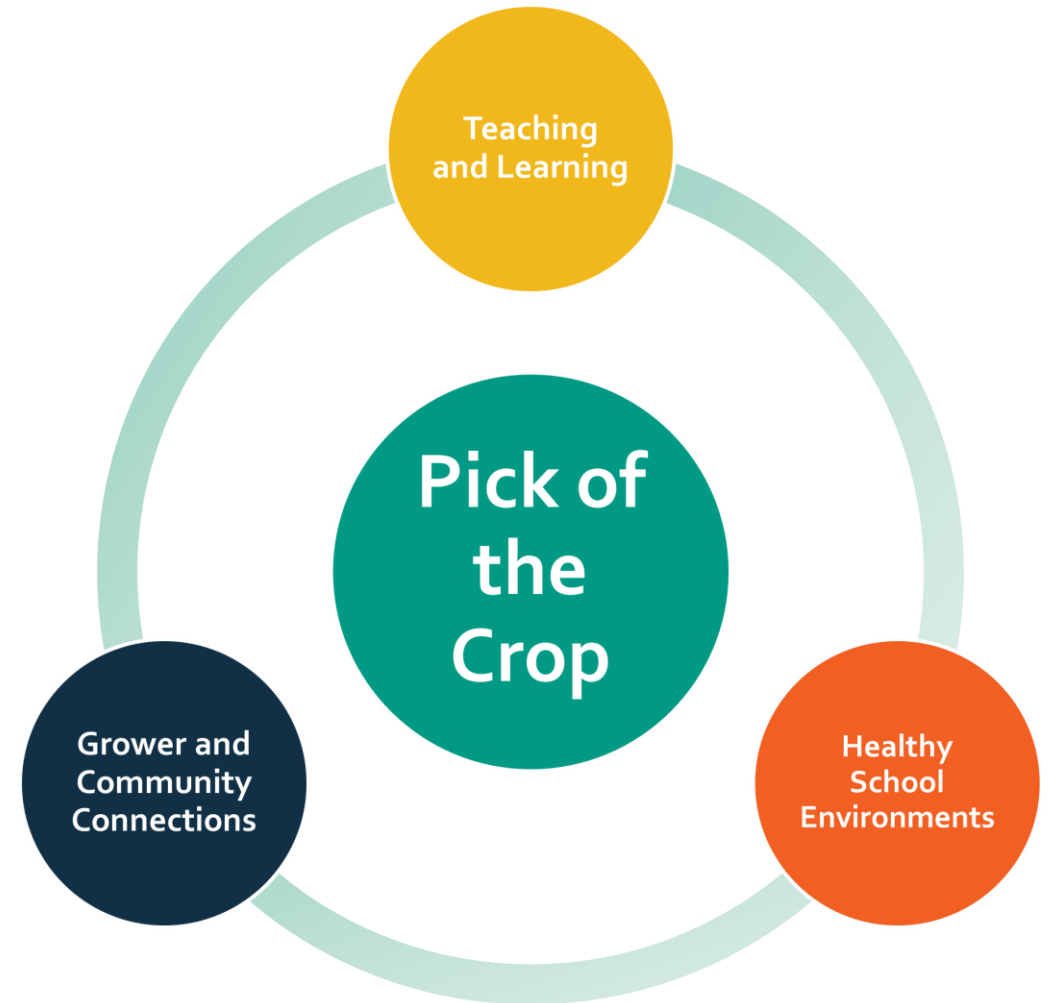 Teaching
and Learning
Pick of
the
Crop
Grower and
Community
Connections
Healthy
School
Environments